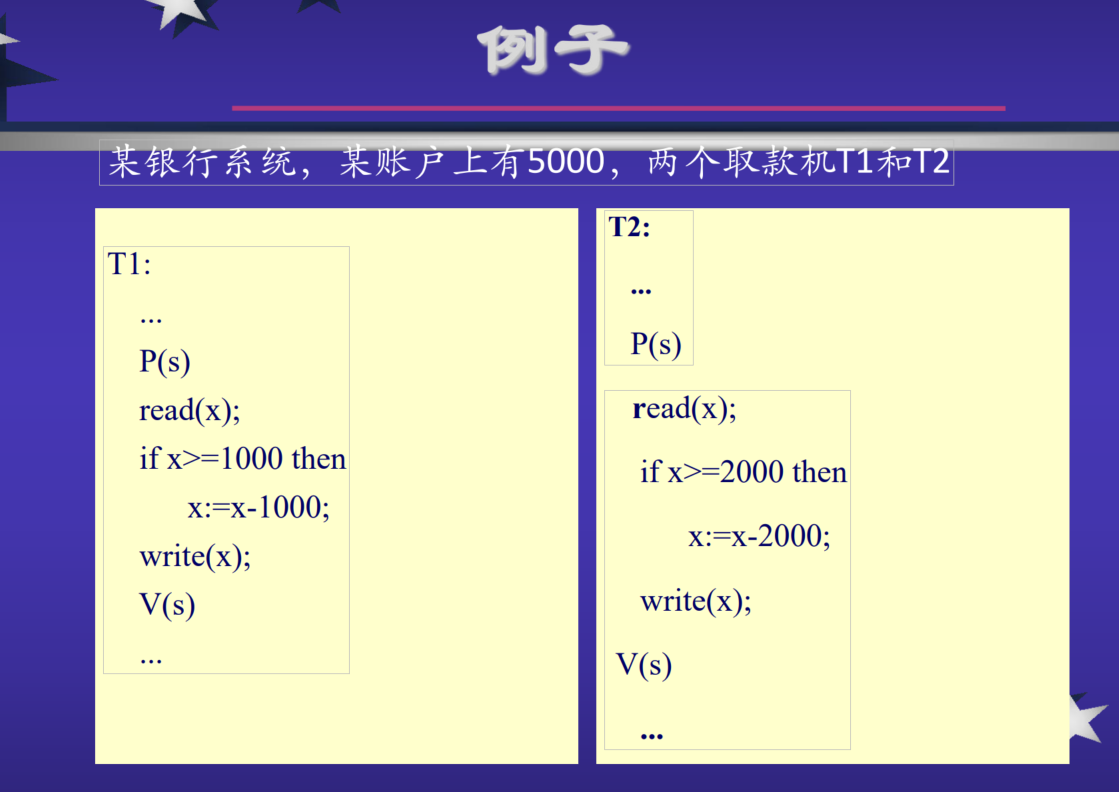 例子
某银行系统，某账户上有5000，两个取款机T1和T2
T1:
...
P(s)
read(x);
if x>=1000 then
x:=x-1000;
write(x);
V(s)
...
T2:
...
P(s)
read(x);
if x>=2000 then
x:=x-2000;
write(x);
V(s)
...